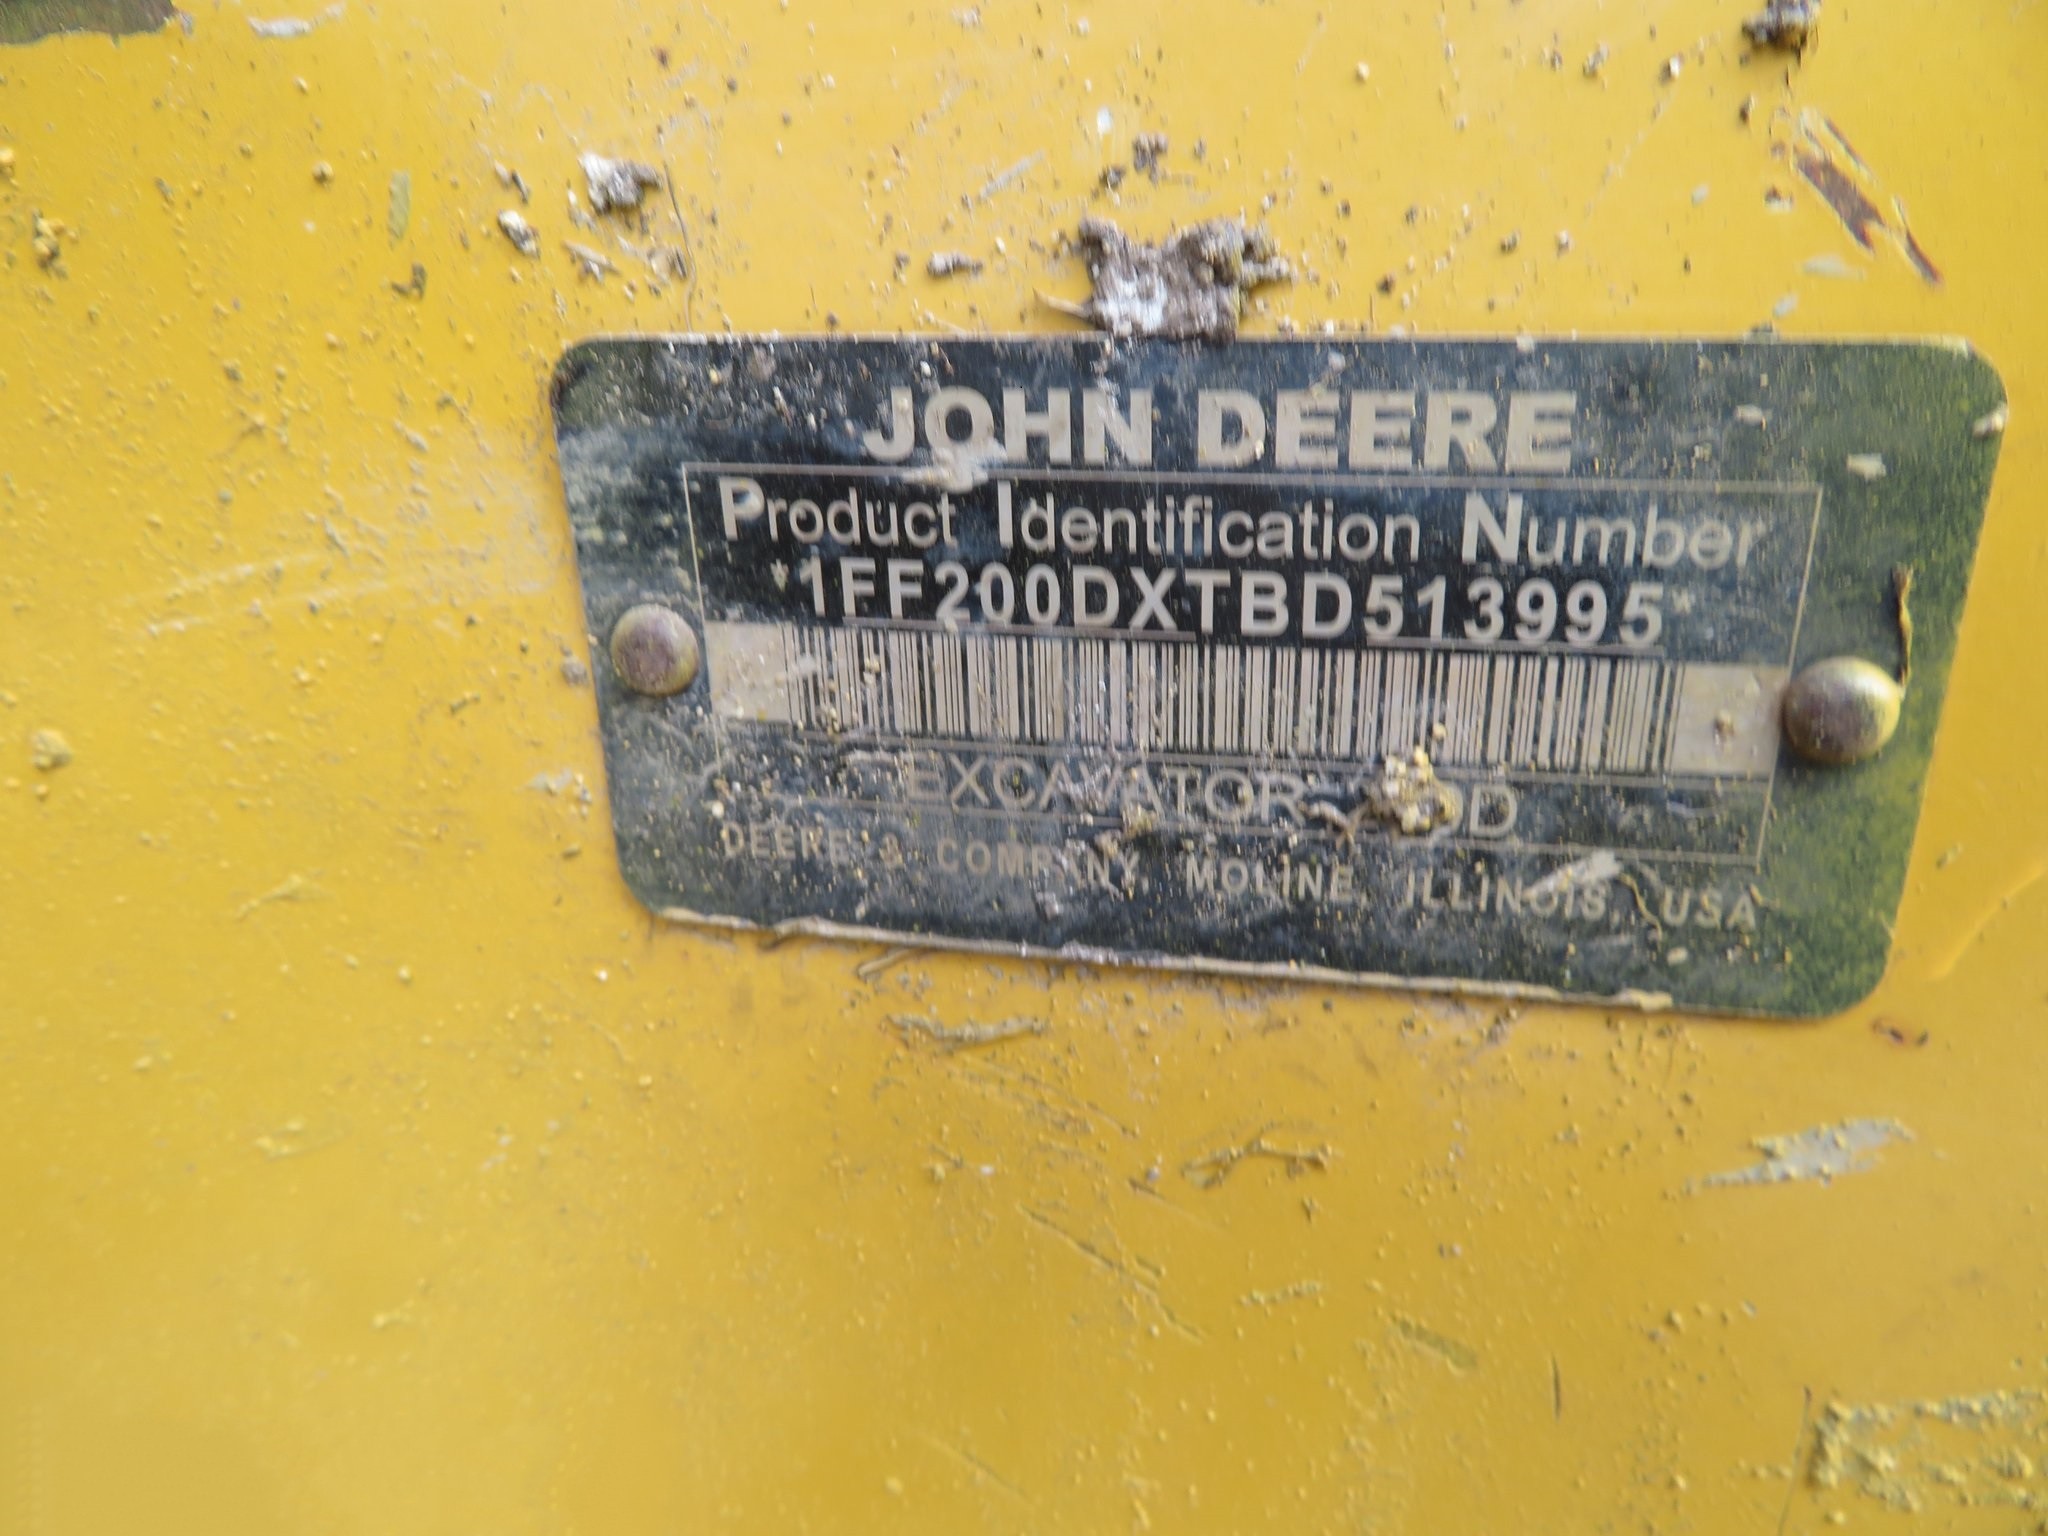 JOHN DEERE
Product Identification Number
*1FF200DXTBD513995*
EXCAVATOR
DEERE & COMPANY, MOLINE, ILLINOIS, USA